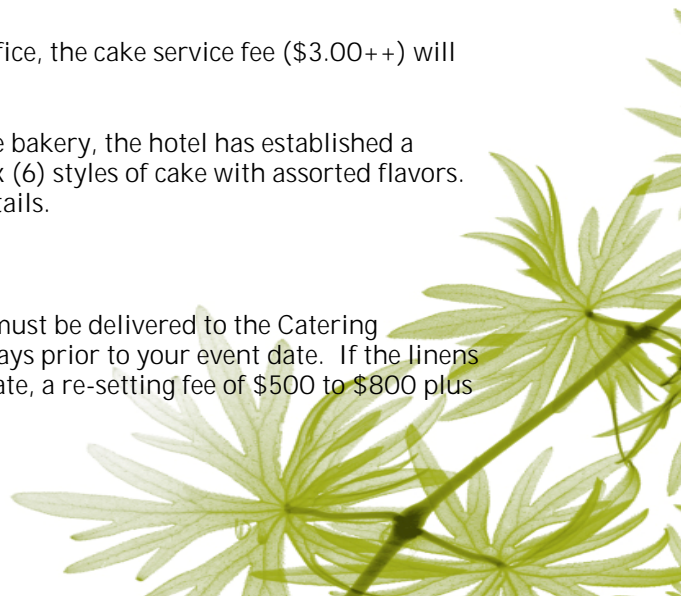 fice, the cake service fee ($3.00++) will
bakery, the hotel has established a
(6) styles of cake with assorted flavors.
tails.
must be delivered to the Catering
ays prior to your event date. If the linens
ate, a re-setting fee of $500 to $800 plus